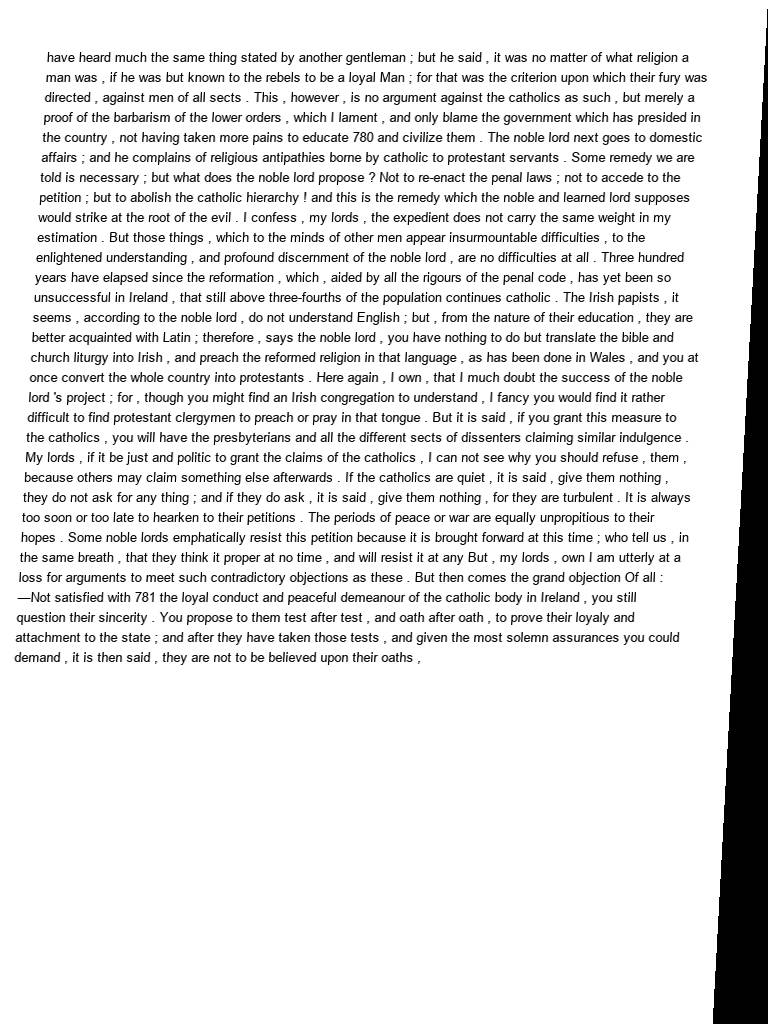 have heard much the same thing stated by another gentleman ; but he said , it was no matter of what religion a
man was , if he was but known to the rebels to be a loyal Man ; for that was the criterion upon which their fury was
directed , against men of all sects . This , however , is no argument against the catholics as such , but merely a
proof of the barbarism of the lower orders , which I lament , and only blame the government which has presided in
the country , not having taken more pains to educate 780 and civilize them . The noble lord next goes to domestic
affairs ; and he complains of religious antipathies borne by catholic to protestant servants . Some remedy we are
told is necessary ; but what does the noble lord propose ? Not to re-enact the penal laws ; not to accede to the
petition ; but to abolish the catholic hierarchy ! and this is the remedy which the noble and learned lord supposes
would strike at the root of the evil . I confess , my lords , the expedient does not carry the same weight in my
estimation . But those things , which to the minds of other men appear insurmountable difficulties , to the
enlightened understanding , and profound discernment of the noble lord , are no difficulties at all . Three hundred
years have elapsed since the reformation , which , aided by all the rigours of the penal code , has yet been so
unsuccessful in Ireland , that still above three-fourths of the population continues catholic . The Irish papists , it
seems , according to the noble lord , do not understand English ; but , from the nature of their education , they are
better acquainted with Latin ; therefore , says the noble lord , you have nothing to do but translate the bible and
church liturgy into Irish , and preach the reformed religion in that language , as has been done in Wales , and you at
once convert the whole country into protestants . Here again , I own , that I much doubt the success of the noble
lord 's project ; for , though you might find an Irish congregation to understand , I fancy you would find it rather
difficult to find protestant clergymen to preach or pray in that tongue . But it is said , if you grant this measure to
the catholics , you will have the presbyterians and all the different sects of dissenters claiming similar indulgence .
My lords , if it be just and politic to grant the claims of the catholics , I can not see why you should refuse , them ,
because others may claim something else afterwards . If the catholics are quiet , it is said , give them nothing ,
they do not ask for any thing ; and if they do ask , it is said , give them nothing , for they are turbulent . It is always
too soon or too late to hearken to their petitions . The periods of peace or war are equally unpropitious to their
hopes . Some noble lords emphatically resist this petition because it is brought forward at this time ; who tell us , in
the same breath , that they think it proper at no time , and will resist it at any But , my lords , own I am utterly at a
loss for arguments to meet such contradictory objections as these . But then comes the grand objection Of all :
—Not satisfied with 781 the loyal conduct and peaceful demeanour of the catholic body in Ireland , you still
question their sincerity . You propose to them test after test , and oath after oath , to prove their loyaly and
attachment to the state ; and after they have taken those tests , and given the most solemn assurances you could
demand , it is then said , they are not to be believed upon their oaths ,